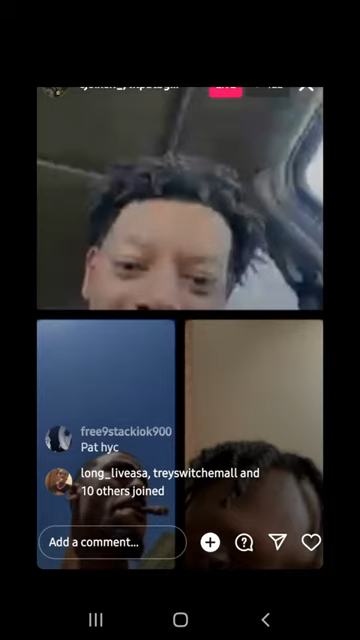 free9stackiok900
Pat hyc
long_liveasa, treyswitchemall and
10 others joined
Add a comment...